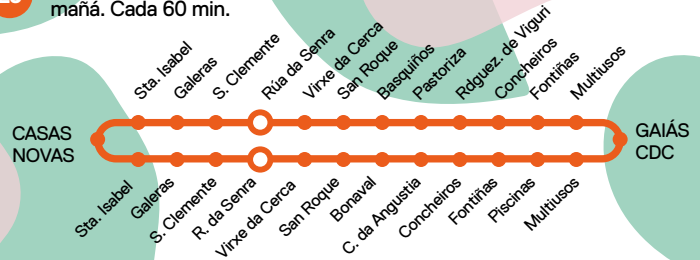 mañá. Cada 60 min.
Sta. Isabel
Galeras
S. Clemente
Rúa da Senra
Virxe da Cerca
San Roque
Basquiños
Pastoriza
Rdguez. de Viguri
Concheiros
Fontiñas
Multiusos
CASAS
NOVAS
GAIÁS
CDC
Sta. Isabel
Galeras
S. Clemente
R. da Senra
Virxe da Cerca
San Roque
Bonaval
C. da Angustia
Concheiros
Fontiñas
Piscinas
Multiusos